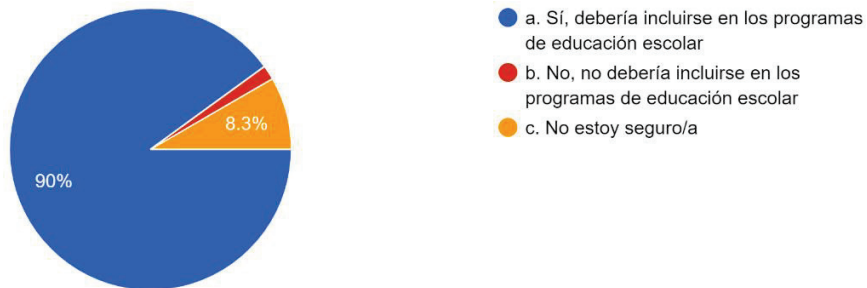 90%
8.3%
a. Sí, debería incluirse en los programas
de educación escolar
b. No, no debería incluirse en los
programas de educación escolar
c. No estoy seguro/a